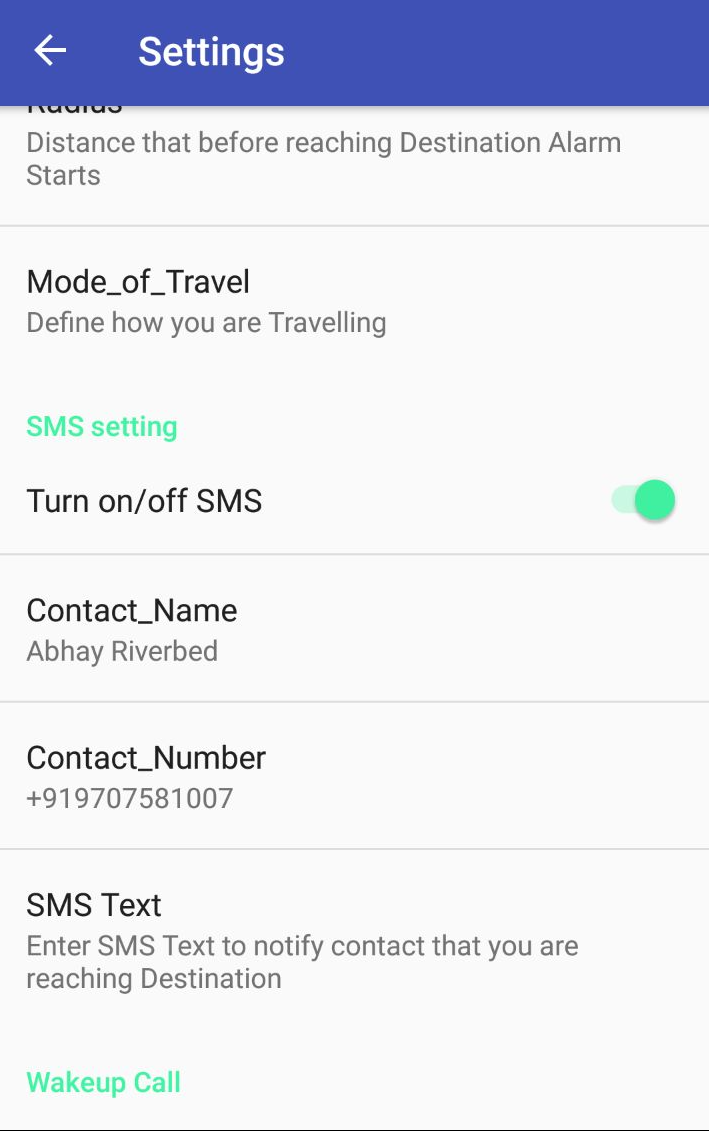 Settings
Radius
Distance that before reaching Destination Alarm
Starts
Mode_of_Travel
Define how you are Travelling
SMS setting
Turn on/off SMS
Contact_Name
Abhay Riverbed
Contact_Number
+919707581007
SMS Text
Enter SMS Text to notify contact that you are
reaching Destination
Wakeup Call